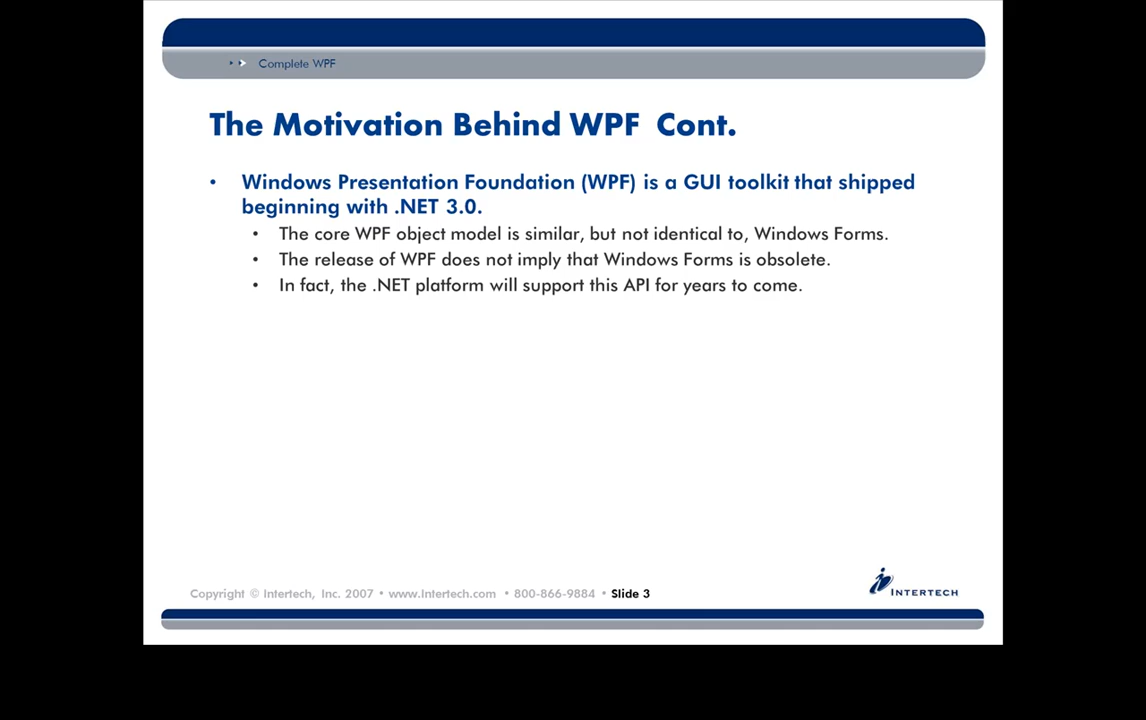 Complete WPF
The Motivation Behind WPF Cont.
• Windows Presentation Foundation (WPF) is a GUI toolkit that shipped
beginning with .NET 3.0.
• The core WPF object model is similar, but not identical to, Windows Forms.
• The release of WPF does not imply that Windows Forms is obsolete.
• In fact, the .NET platform will support this API for years to come.
Copyright © Intertech, Inc. 2007 • www.Intertech.com • 800-866-9884 • Slide 3
INTERTECH